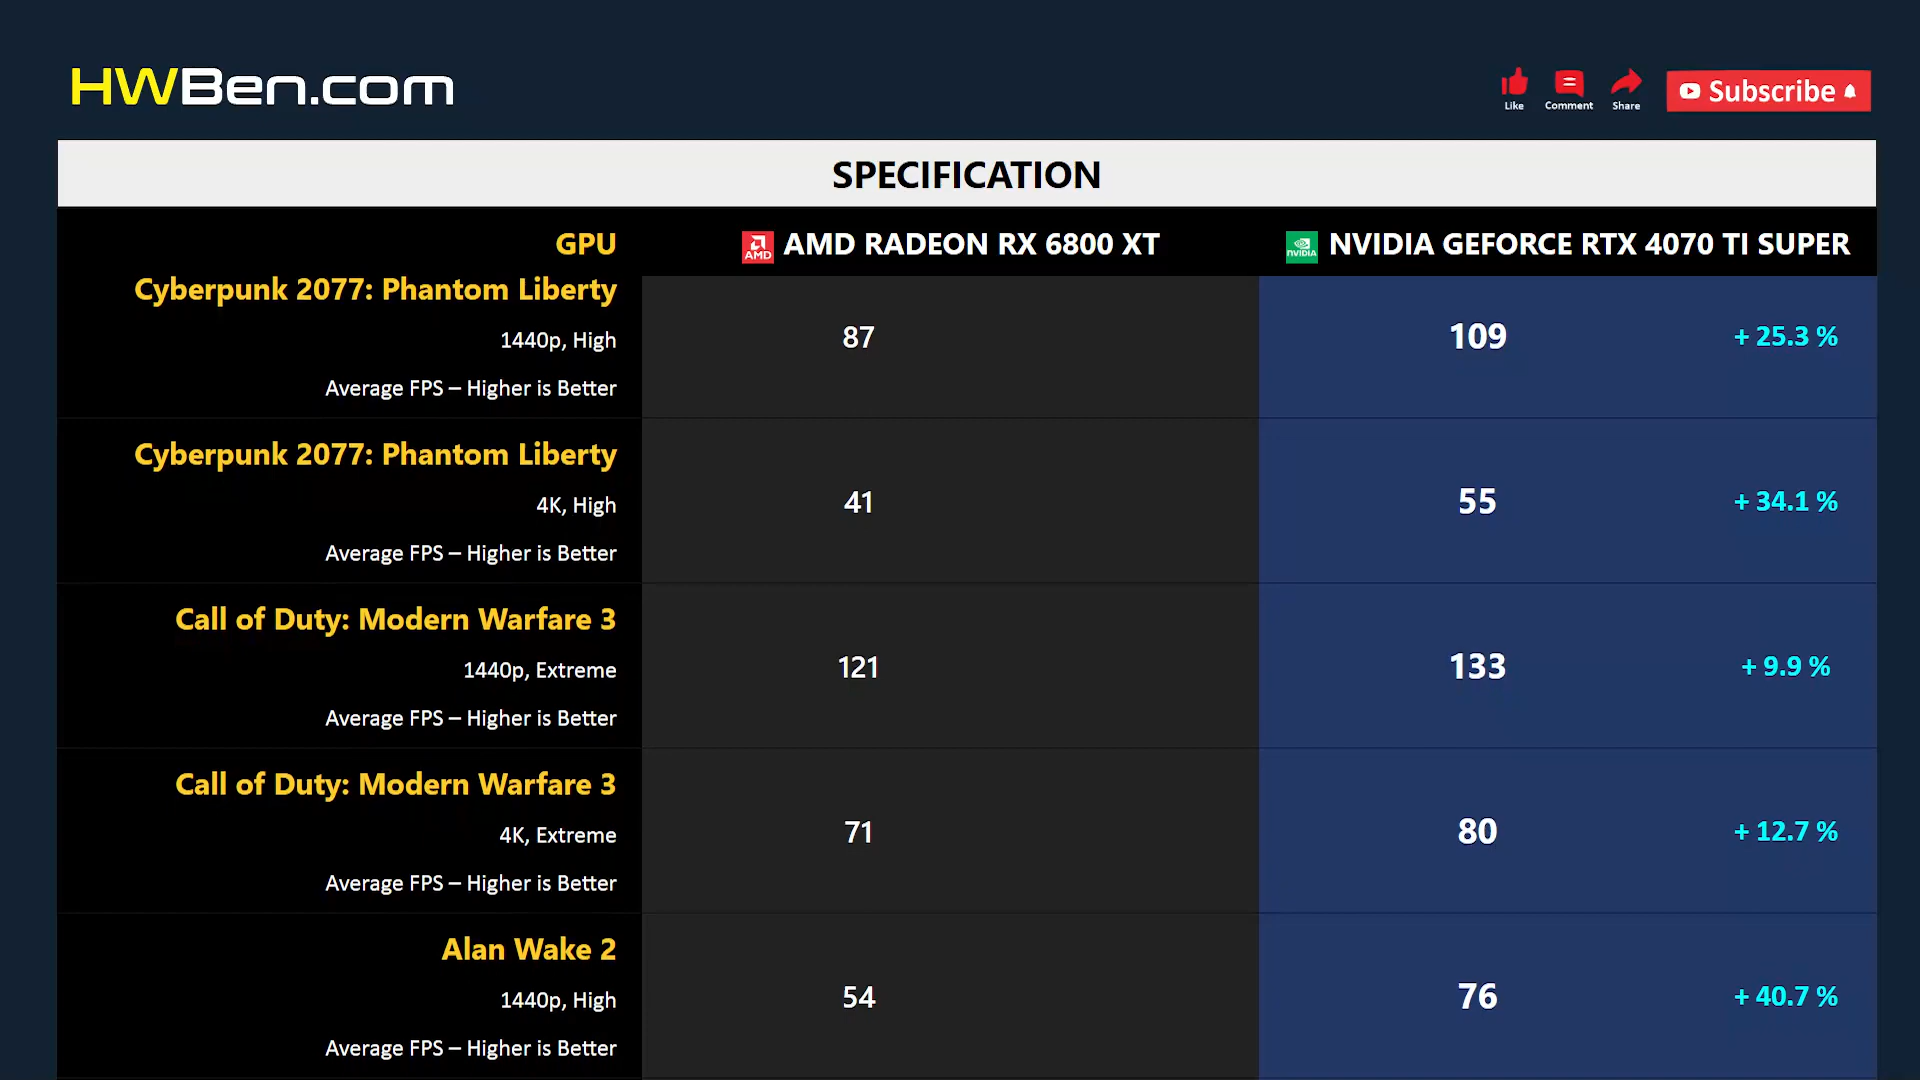 HWBen.com
Like
Comment
Share
Subscribe
SPECIFICATION
GPU
AMD
AMD RADEON RX 6800 XT
NVIDIA
NVIDIA GEFORCE RTX 4070 TI SUPER
Cyberpunk 2077: Phantom Liberty
1440p, High
Average FPS – Higher is Better
87
109
+ 25.3 %
Cyberpunk 2077: Phantom Liberty
4K, High
Average FPS – Higher is Better
41
55
+ 34.1 %
Call of Duty: Modern Warfare 3
1440p, Extreme
Average FPS – Higher is Better
121
133
+ 9.9 %
Call of Duty: Modern Warfare 3
4K, Extreme
Average FPS – Higher is Better
71
80
+ 12.7 %
Alan Wake 2
1440p, High
Average FPS – Higher is Better
54
76
+ 40.7 %